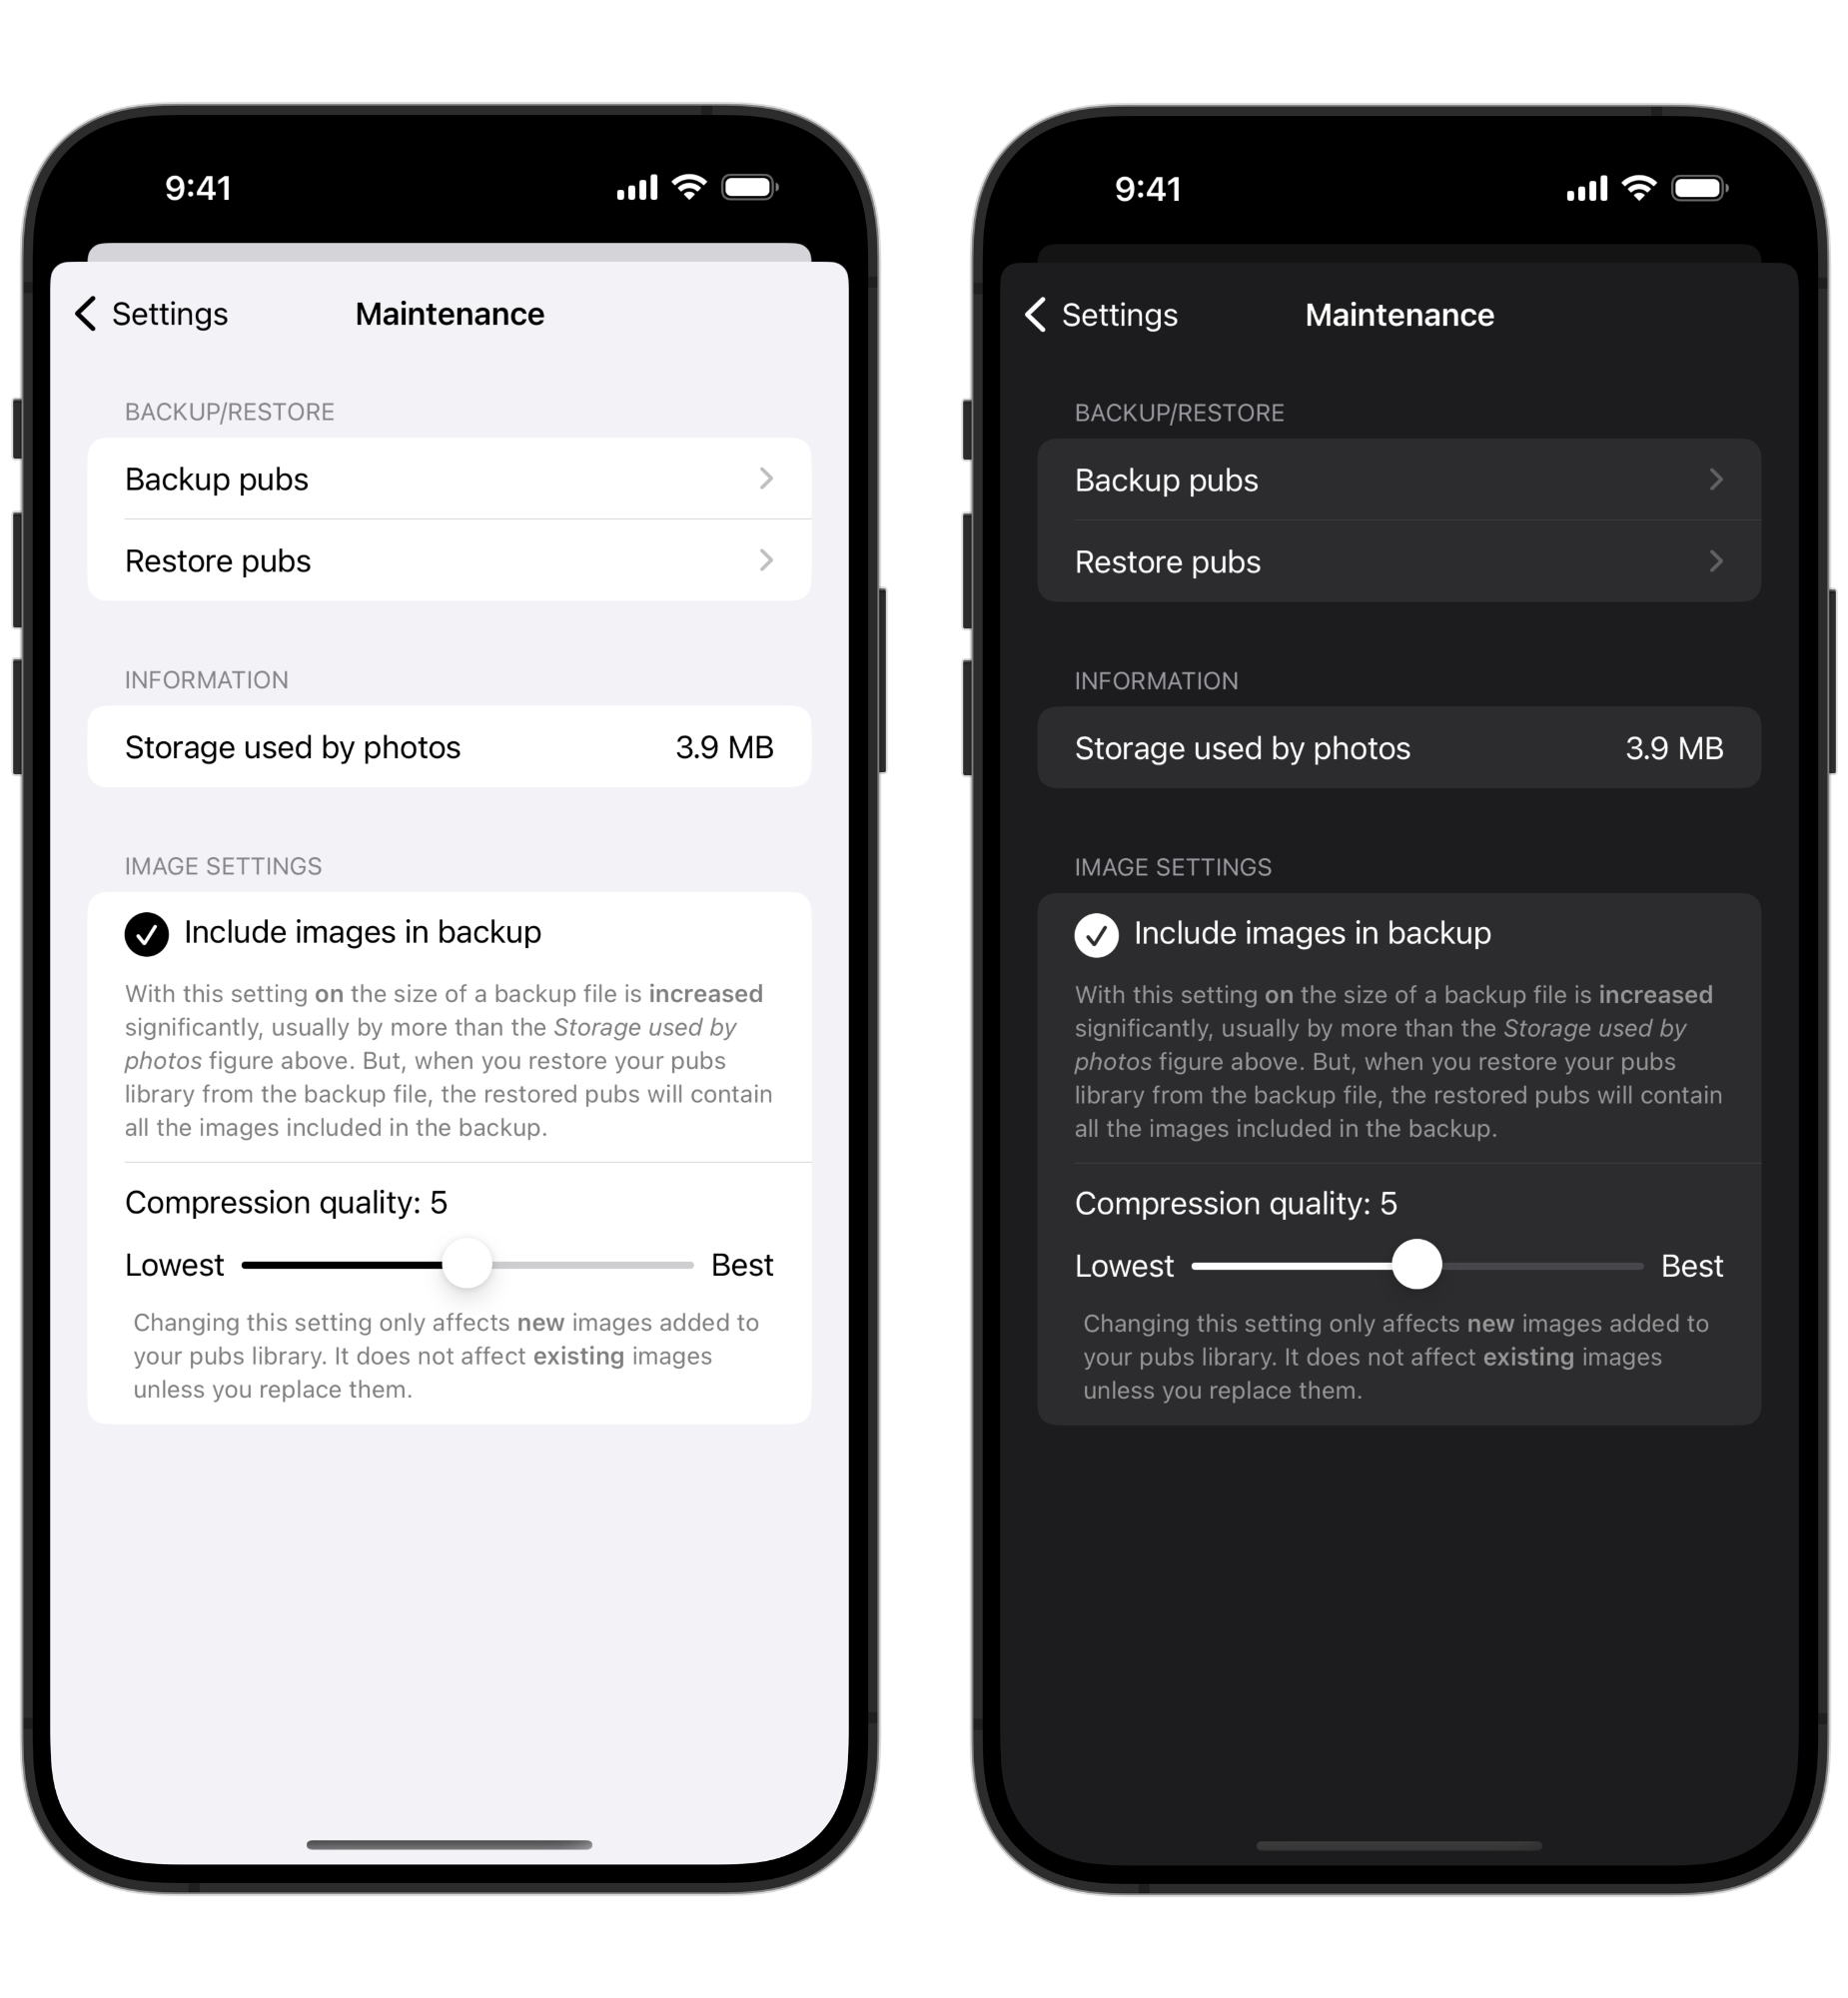 9:41
Settings
Maintenance
BACKUP/RESTORE
Backup pubs
Restore pubs
INFORMATION
Storage used by photos 3.9 MB
IMAGE SETTINGS
Include images in backup
With this setting on the size of a backup file is increased
significantly, usually by more than the Storage used by
photos figure above. But, when you restore your pubs
library from the backup file, the restored pubs will contain
all the images included in the backup.
Compression quality: 5
Lowest Best
Changing this setting only affects new images added to
your pubs library. It does not affect existing images
unless you replace them.
9:41
Settings
Maintenance
BACKUP/RESTORE
Backup pubs
Restore pubs
INFORMATION
Storage used by photos 3.9 MB
IMAGE SETTINGS
Include images in backup
With this setting on the size of a backup file is increased
significantly, usually by more than the Storage used by
photos figure above. But, when you restore your pubs
library from the backup file, the restored pubs will contain
all the images included in the backup.
Compression quality: 5
Lowest Best
Changing this setting only affects new images added to
your pubs library. It does not affect existing images
unless you replace them.